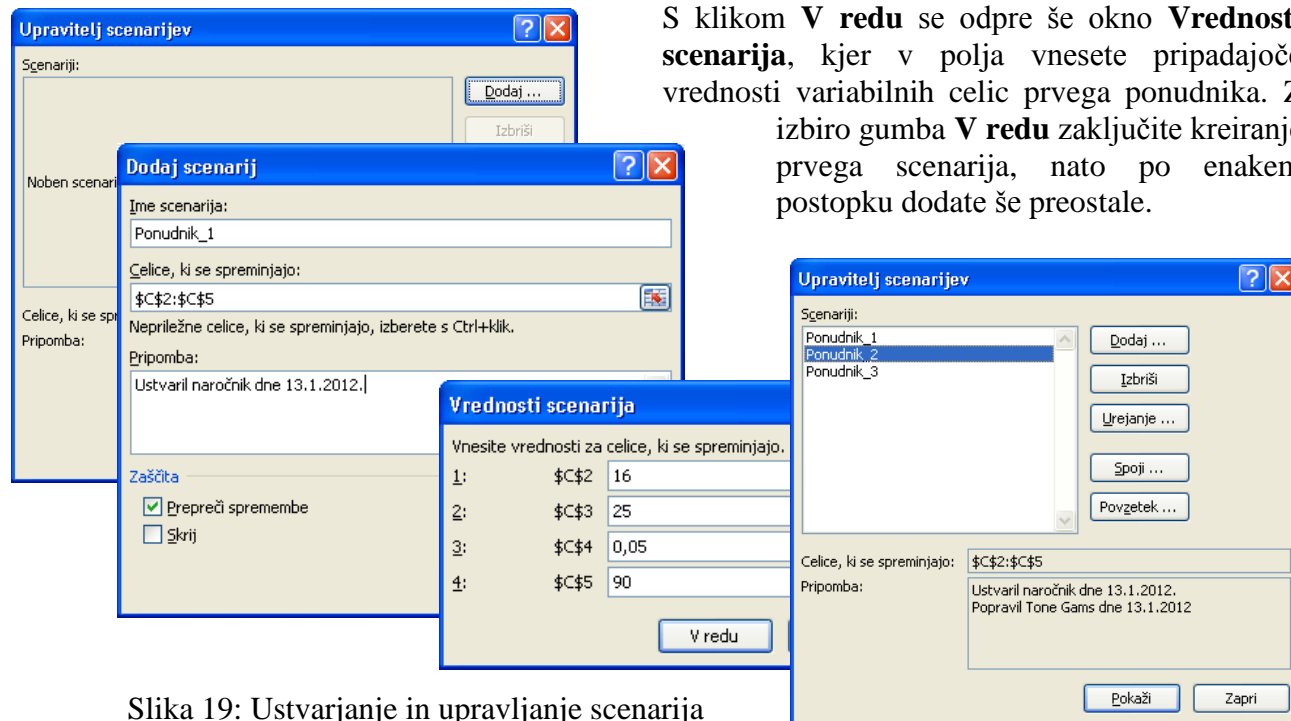 S klikom V redu se odpre še okno Vrednost
scenarija, kjer v polja vnesete pripadajoče
vrednosti variabilnih celic prvega ponudnika. Z
izbiro gumba V redu zaključite kreiranje
prvega scenarija, nato po enakem
postopku dodate še preostale.
Upravitelj scenarijev
Scenariji:
Dodaj ...
Izbriši
Noben scenari
Celice, ki se spr
Pripomba:
Dodaj scenarij
Ime scenarija:
Ponudnik_1
Celice, ki se spreminjajo:
$C$2:$C$5
Nepriležne celice, ki se spreminjajo, izberete s Ctrl+klik.
Pripomba:
Ustvaril naročnik dne 13.1.2012.
Zaščita
Prepreči spremembe
Skrij
Vrednosti scenarija
Vnesite vrednosti za celice, ki se spreminjajo.
1: $C$2 16
2: $C$3 25
3: $C$4 0,05
4: $C$5 90
V redu
Upravitelj scenarijev
Scenariji:
Ponudnik_1
Ponudnik_2
Ponudnik_3
Dodaj ...
Izbriši
Urejanje ...
Spoji ...
Povzetek ...
Celice, ki se spreminjajo: $C$2:$C$5
Pripomba: Ustvaril naročnik dne 13.1.2012.
Popravil Tone Gams dne 13.1.2012
Pokaži Zapri
Slika 19: Ustvarjanje in upravljanje scenarija